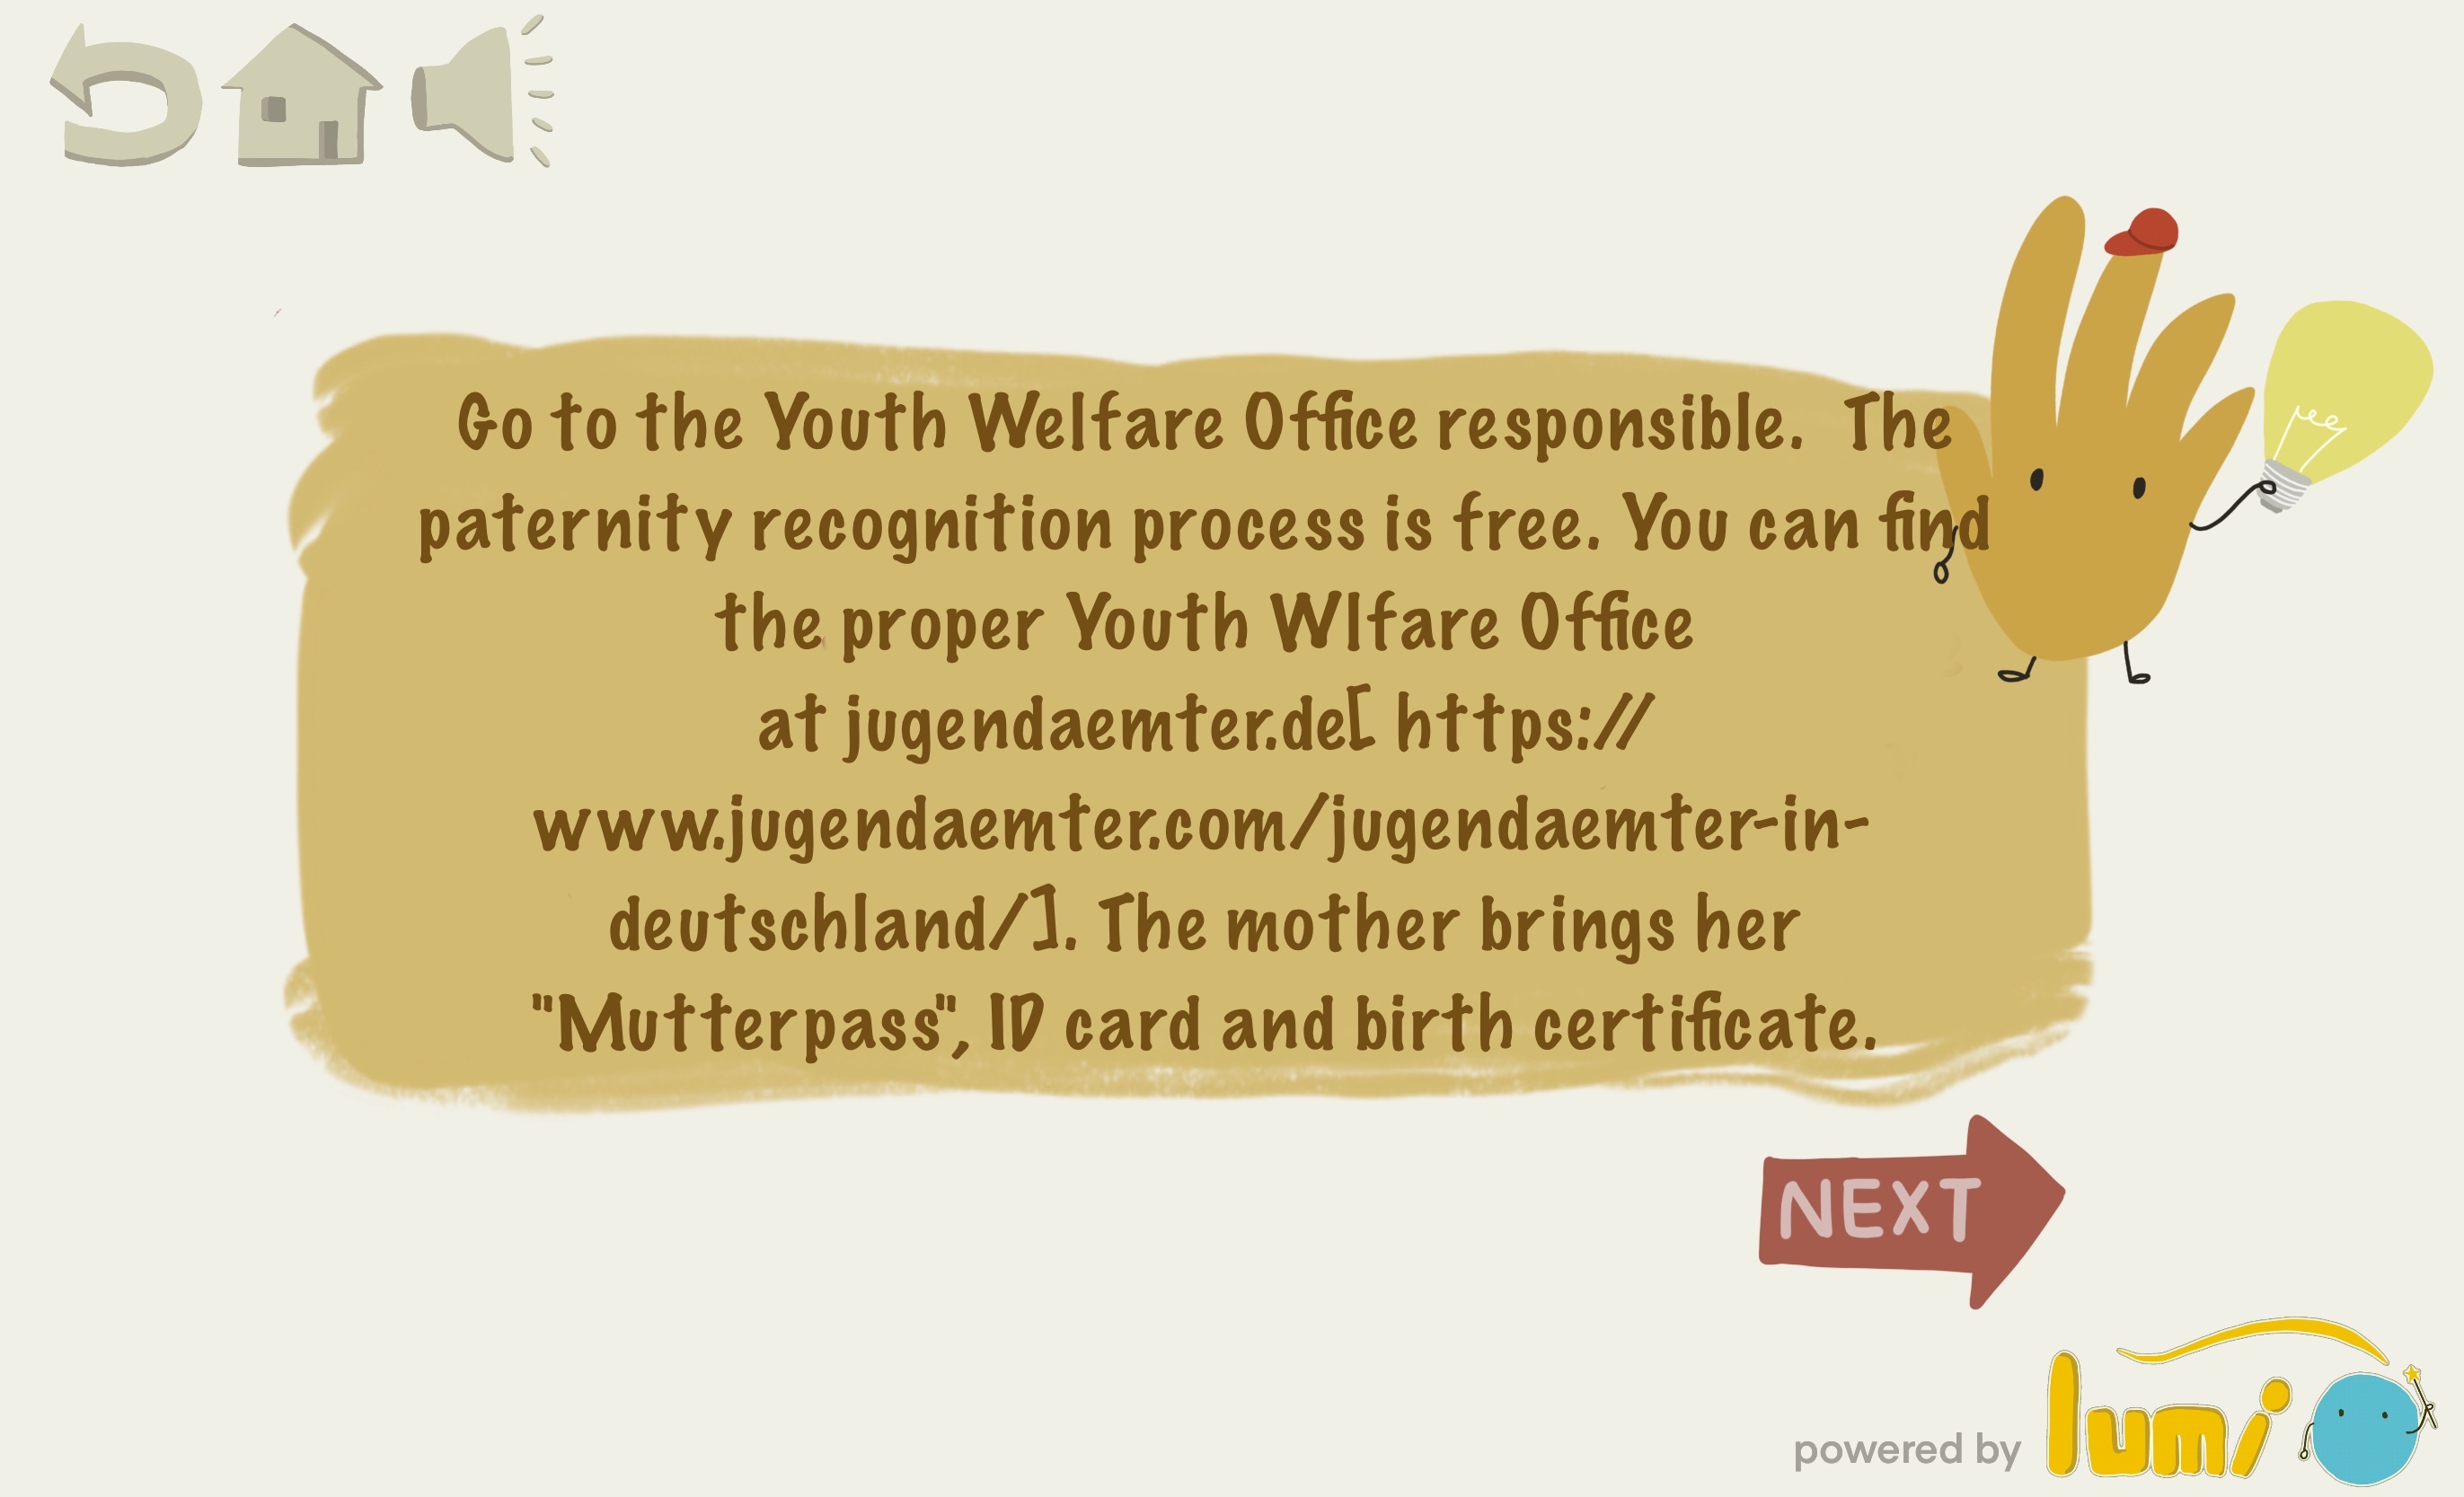 Go to the Youth Welfare Office responsible.  The
paternity recognition process is free. You can find
the proper Youth Wlfare Office
at jugendaemter.de[ https://
www.jugendaemter.com/jugendaemter-in-
deutschland/]. The mother brings her
"Mutterpass", ID card and birth certificate.
NEXT
powered by lumi